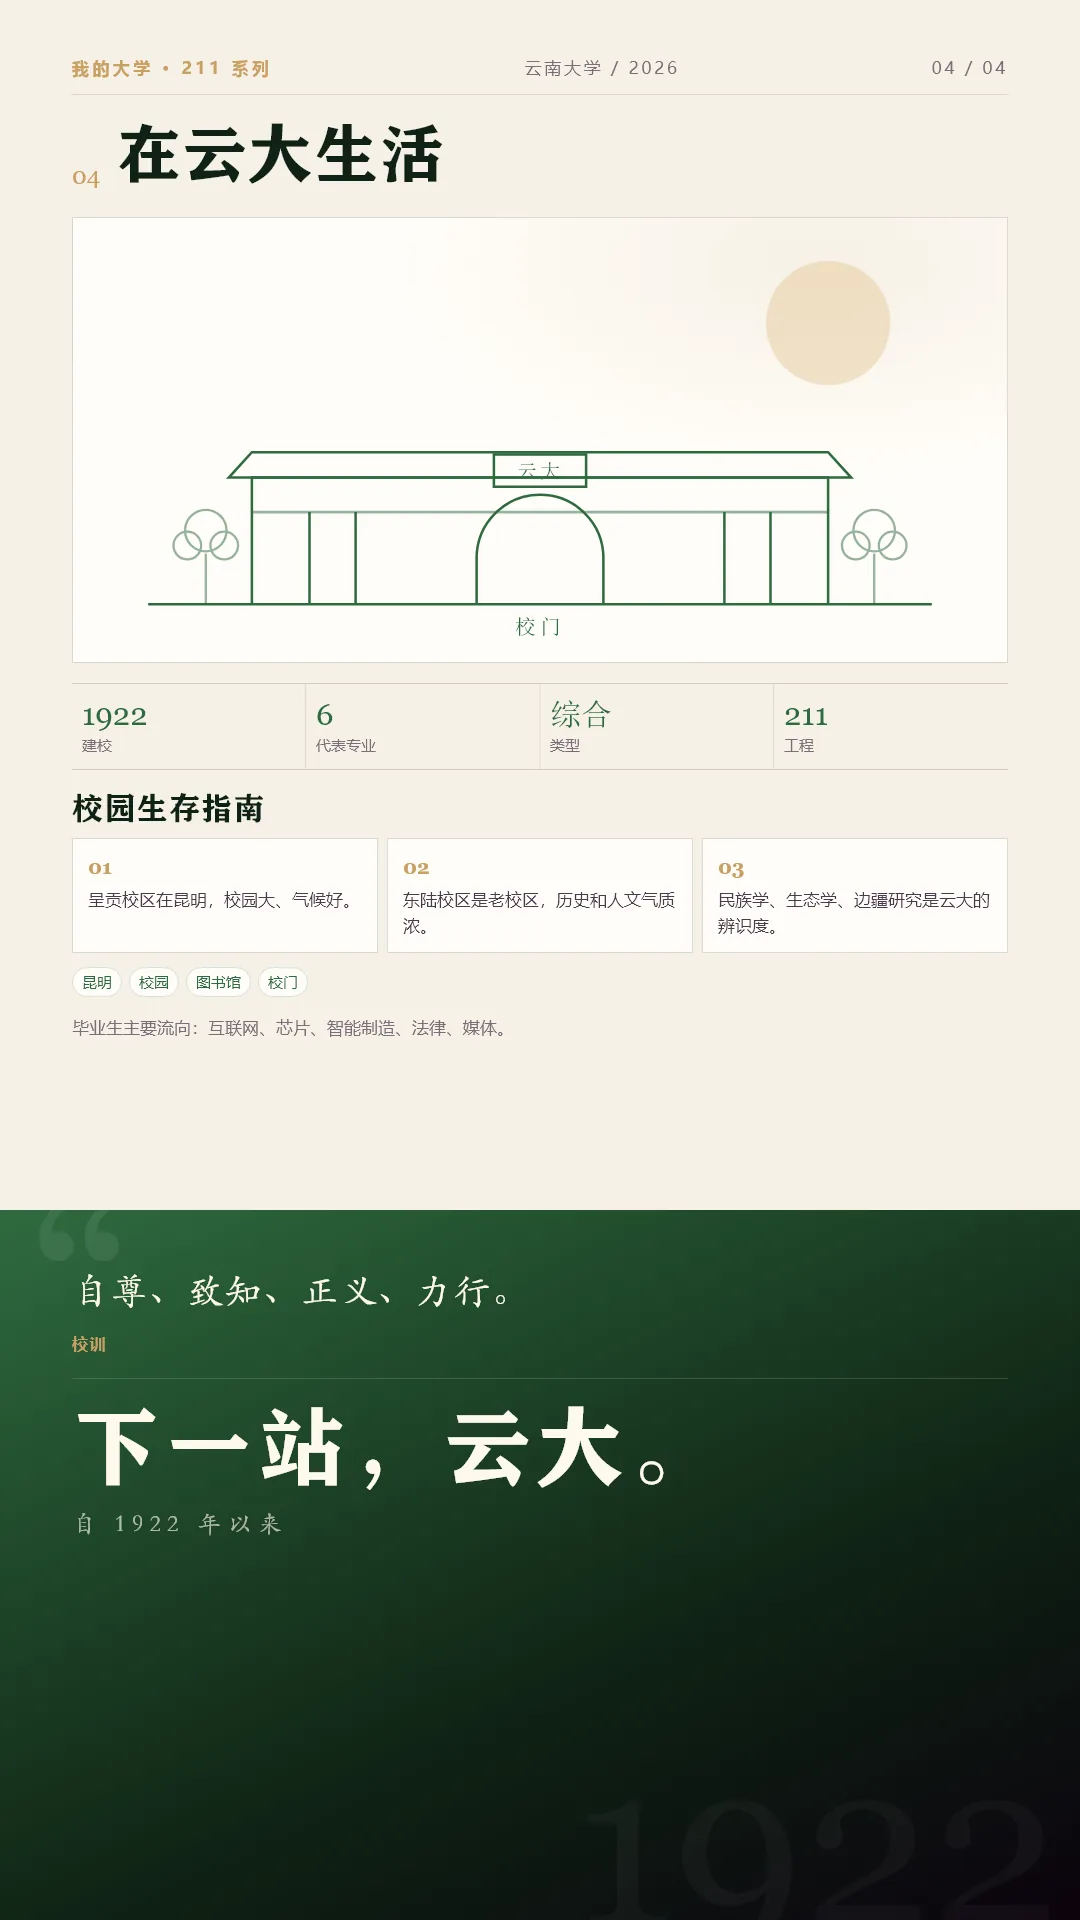 我的大学 • 211 系列
云南大学 / 2026
04 / 04
04 在云大生活
云大
校门
1922
建校
6
代表专业
综合
类型
211
工程
校园生存指南
01
呈贡校区在昆明，校园大、气候好。
02
东陆校区是老校区，历史和人文气质
浓。
03
民族学、生态学、边疆研究是云大的
辨识度。
昆明
校园
图书馆
校门
毕业生主要流向：互联网、芯片、智能制造、法律、媒体。
“
自尊、致知、正义、力行。
校训
下一站，云大。
自 1922 年以来
1922